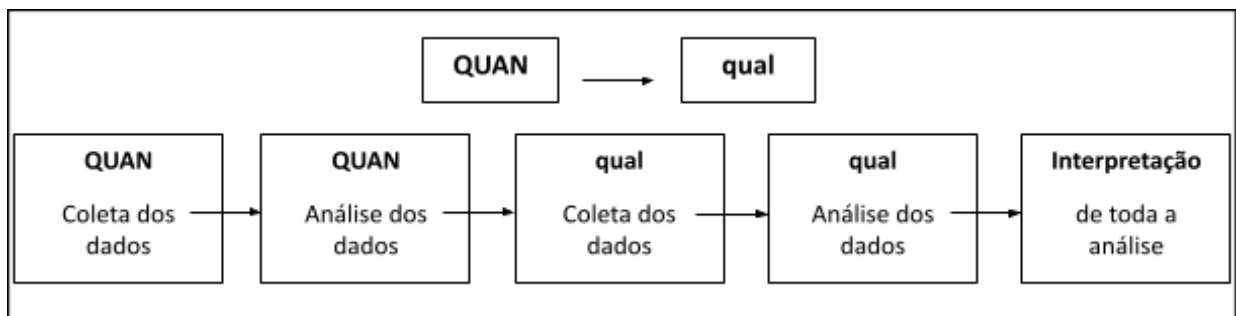 QUAN
qual
QUAN
Coleta dos
dados
QUAN
Análise dos
dados
qual
Coleta dos
dados
qual
Análise dos
dados
Interpretação
de toda a
análise